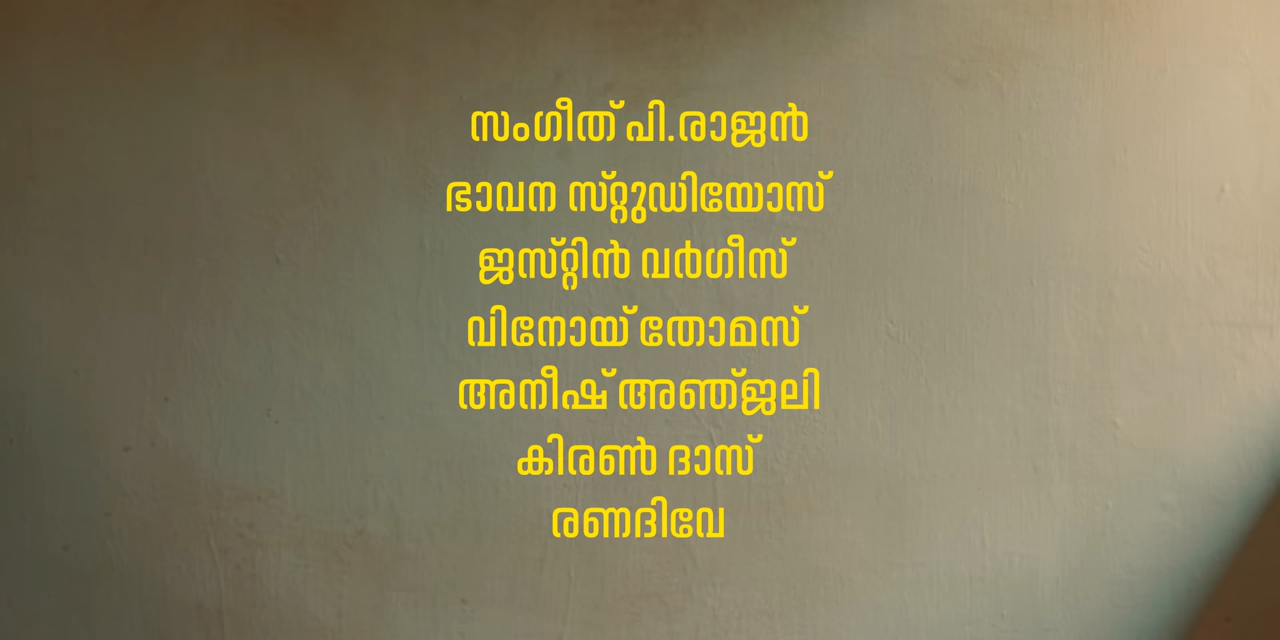 സംഗീത് പി.രാജൻ
ഭാവന സ്റ്റുഡിയോസ്
ജസ്റ്റിൻ വർഗീസ്
വിനോയ് തോമസ്
അനീഷ് അഞ്ജലി
കിരൺ ദാസ്
രണദിവേ